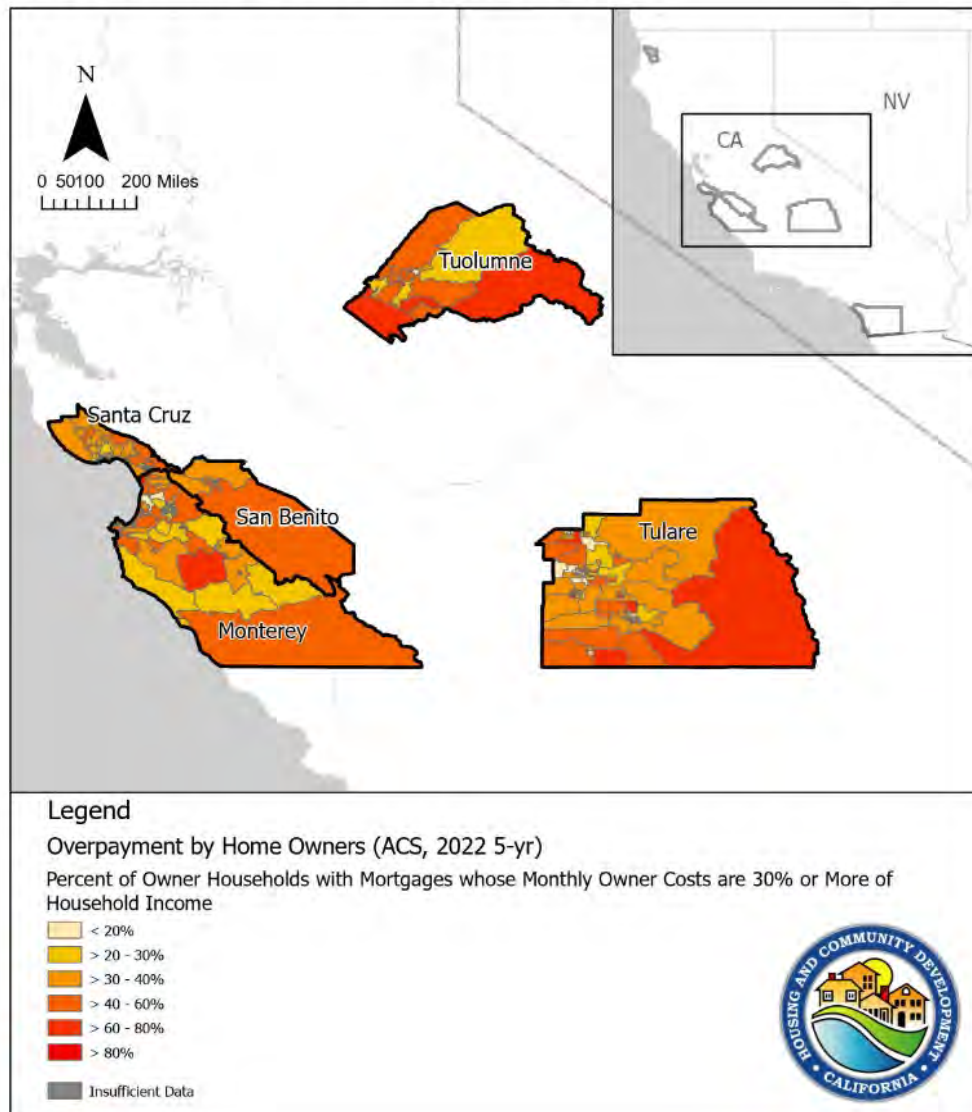 N
0 50100 200 Miles
NV
CA
Tuolumne
Santa Cruz
San Benito
Tulare
Monterey
Legend
Overpayment by Home Owners (ACS, 2022 5-yr)
Percent of Owner Households with Mortgages whose Monthly Owner Costs are 30% or More of
Household Income
< 20%
> 20 - 30%
> 30 - 40%
> 40 - 60%
> 60 - 80%
> 80%
Insufficient Data
HOUSING AND COMMUNITY DEVELOPMENT
• CALIFORNIA •